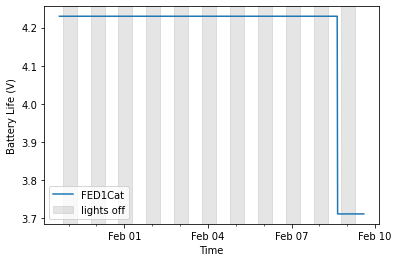 4.2
4.1
4.0
3.9
3.8
3.7
Battery Life (V)
FED1Cat
lights off
Feb 01
Feb 04
Feb 07
Feb 10
Time